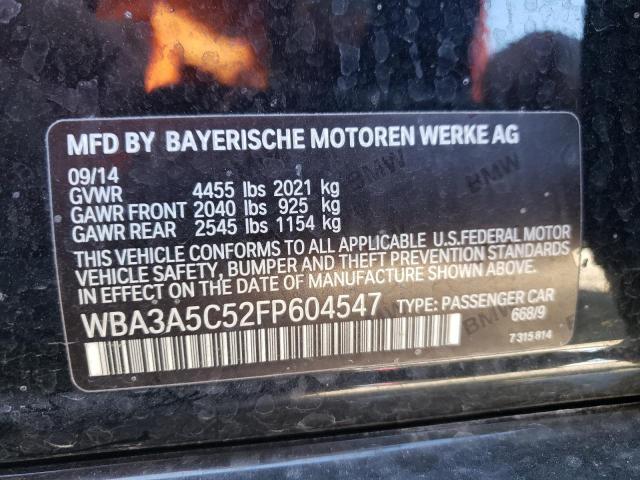 MFD BY BAYERISCHE MOTOREN WERKE AG
09/14
GVWR 4455 lbs 2021 kg
GAWR FRONT 2040 lbs 925 kg
GAWR REAR 2545 lbs 1154 kg
THIS VEHICLE CONFORMS TO ALL APPLICABLE U.S.FEDERAL MOTOR
VEHICLE SAFETY, BUMPER AND THEFT PREVENTION STANDARDS
IN EFFECT ON THE DATE OF MANUFACTURE SHOWN ABOVE.
WBA3A5C52FP604547 TYPE: PASSENGER CAR
668/9
7 315 814
BMW
BMW
BMW